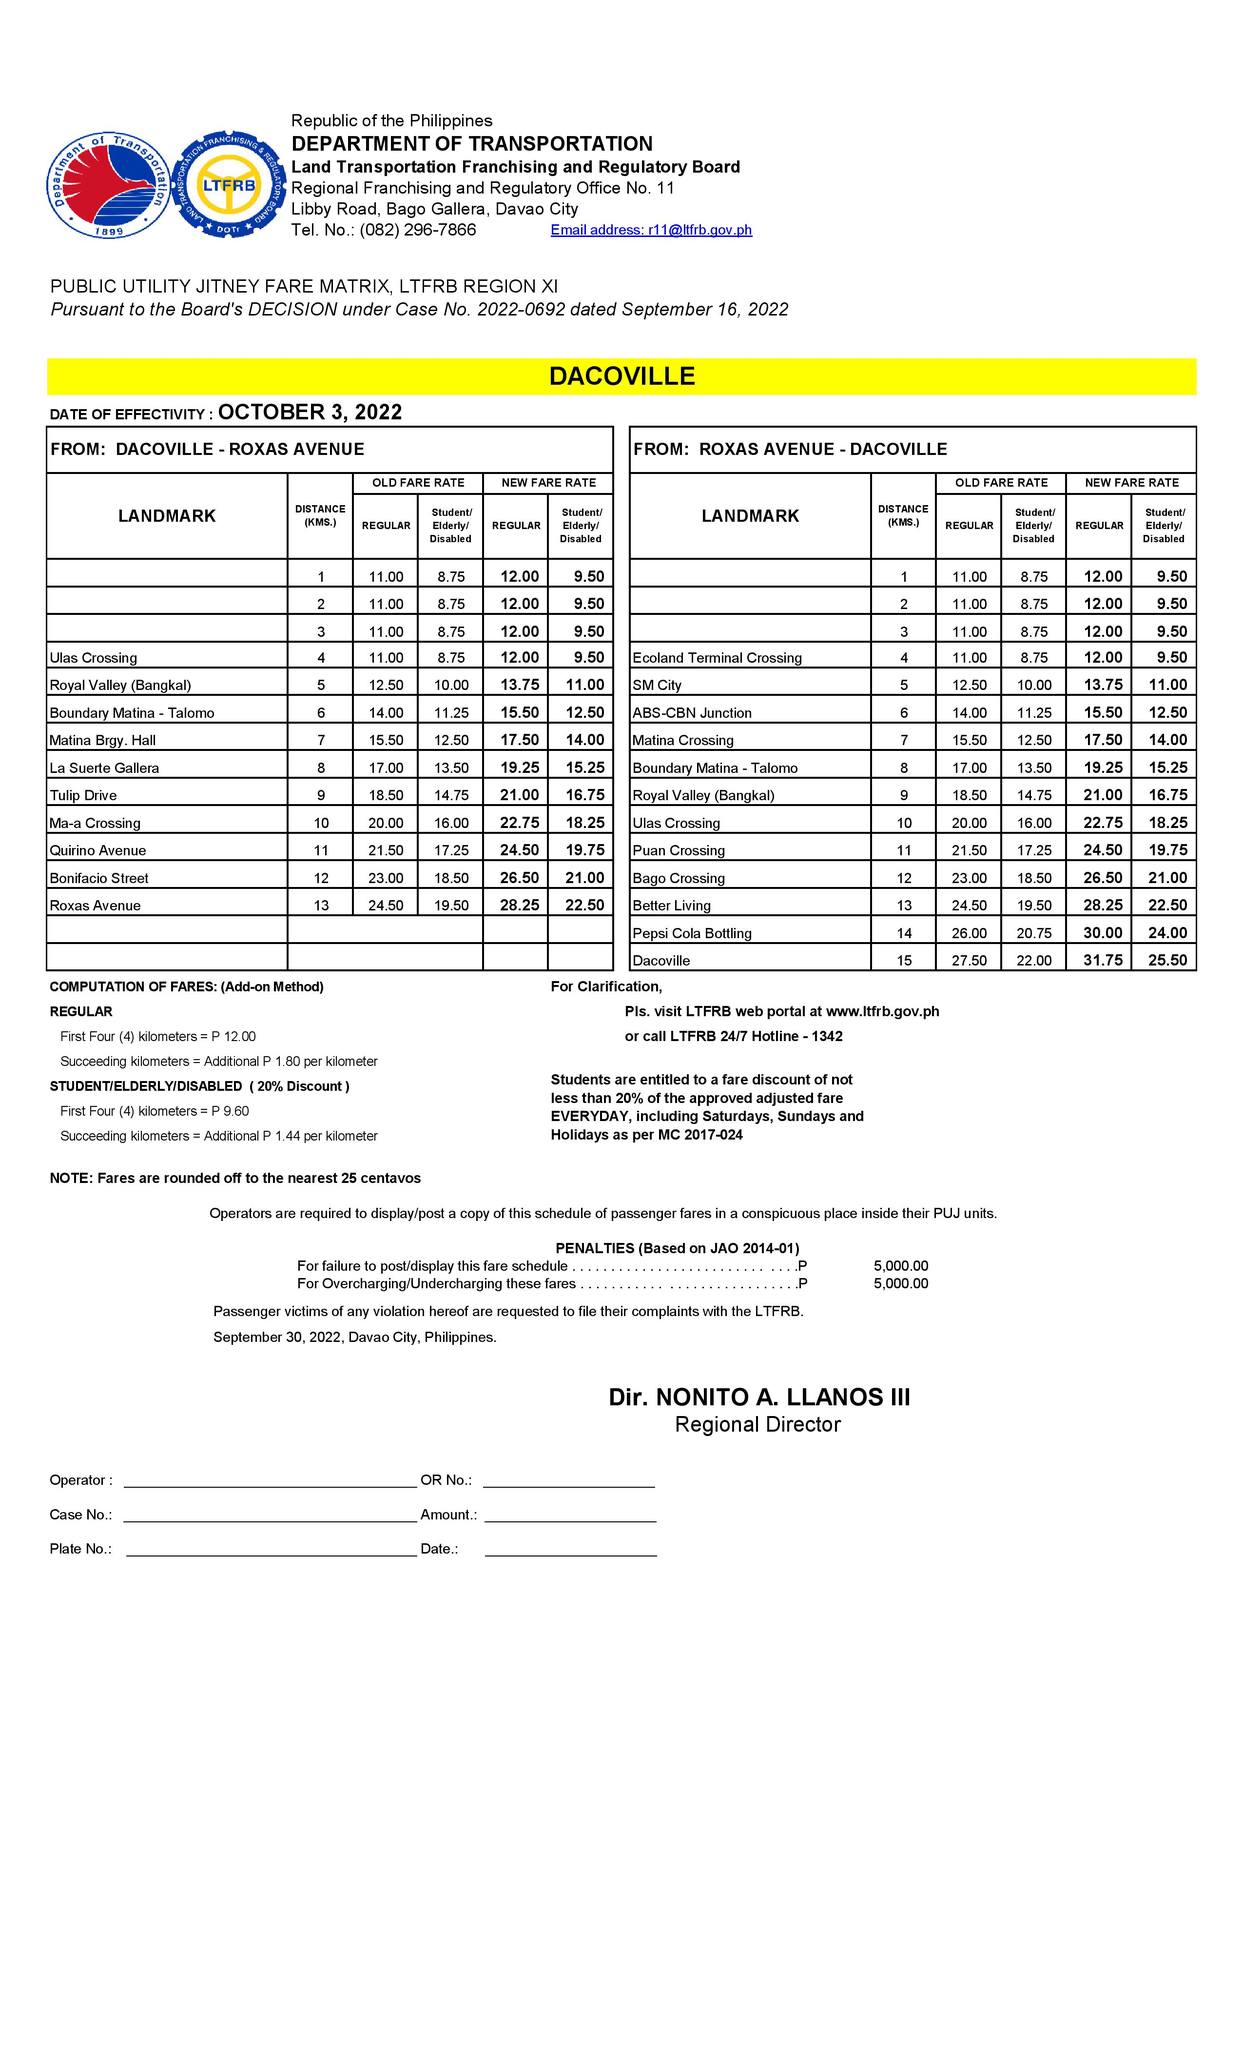 Department of Transportation
1899
LAND TRANSPORTATION FRANCHISING & REGULATORY BOARD
LTFRB
DOTr
Republic of the Philippines
DEPARTMENT OF TRANSPORTATION
Land Transportation Franchising and Regulatory Board
Regional Franchising and Regulatory Office No. 11
Libby Road, Bago Gallera, Davao City
Tel. No.: (082) 296-7866 Email address: r11@ltfrb.gov.ph
PUBLIC UTILITY JITNEY FARE MATRIX, LTFRB REGION XI
Pursuant to the Board's DECISION under Case No. 2022-0692 dated September 16, 2022
DACOVILLE
DATE OF EFFECTIVITY : OCTOBER 3, 2022
FROM: DACOVILLE - ROXAS AVENUE
LANDMARK DISTANCE (KMS.) OLD FARE RATE NEW FARE RATE
REGULAR Student/ Elderly/ Disabled REGULAR Student/ Elderly/ Disabled
1 11.00 8.75 12.00 9.50
2 11.00 8.75 12.00 9.50
3 11.00 8.75 12.00 9.50
Ulas Crossing 4 11.00 8.75 12.00 9.50
Royal Valley (Bangkal) 5 12.50 10.00 13.75 11.00
Boundary Matina - Talomo 6 14.00 11.25 15.50 12.50
Matina Brgy. Hall 7 15.50 12.50 17.50 14.00
La Suerte Gallera 8 17.00 13.50 19.25 15.25
Tulip Drive 9 18.50 14.75 21.00 16.75
Ma-a Crossing 10 20.00 16.00 22.75 18.25
Quirino Avenue 11 21.50 17.25 24.50 19.75
Bonifacio Street 12 23.00 18.50 26.50 21.00
Roxas Avenue 13 24.50 19.50 28.25 22.50
FROM: ROXAS AVENUE - DACOVILLE
LANDMARK DISTANCE (KMS.) OLD FARE RATE NEW FARE RATE
REGULAR Student/ Elderly/ Disabled REGULAR Student/ Elderly/ Disabled
1 11.00 8.75 12.00 9.50
2 11.00 8.75 12.00 9.50
3 11.00 8.75 12.00 9.50
Ecoland Terminal Crossing 4 11.00 8.75 12.00 9.50
SM City 5 12.50 10.00 13.75 11.00
ABS-CBN Junction 6 14.00 11.25 15.50 12.50
Matina Crossing 7 15.50 12.50 17.50 14.00
Boundary Matina - Talomo 8 17.00 13.50 19.25 15.25
Royal Valley (Bangkal) 9 18.50 14.75 21.00 16.75
Ulas Crossing 10 20.00 16.00 22.75 18.25
Puan Crossing 11 21.50 17.25 24.50 19.75
Bago Crossing 12 23.00 18.50 26.50 21.00
Better Living 13 24.50 19.50 28.25 22.50
Pepsi Cola Bottling 14 26.00 20.75 30.00 24.00
Dacoville 15 27.50 22.00 31.75 25.50
COMPUTATION OF FARES: (Add-on Method)
REGULAR
First Four (4) kilometers = P 12.00
Succeeding kilometers = Additional P 1.80 per kilometer
STUDENT/ELDERLY/DISABLED ( 20% Discount )
First Four (4) kilometers = P 9.60
Succeeding kilometers = Additional P 1.44 per kilometer
For Clarification,
Pls. visit LTFRB web portal at www.ltfrb.gov.ph
or call LTFRB 24/7 Hotline - 1342
Students are entitled to a fare discount of not
less than 20% of the approved adjusted fare
EVERYDAY, including Saturdays, Sundays and
Holidays as per MC 2017-024
NOTE: Fares are rounded off to the nearest 25 centavos
Operators are required to display/post a copy of this schedule of passenger fares in a conspicuous place inside their PUJ units.
PENALTIES (Based on JAO 2014-01)
For failure to post/display this fare schedule . . . . . . . . . . . . . . . . . . . . . . . . . . . . .P 5,000.00
For Overcharging/Undercharging these fares . . . . . . . . . . . . . . . . . . . . . . . . . . . .P 5,000.00
Passenger victims of any violation hereof are requested to file their complaints with the LTFRB.
September 30, 2022, Davao City, Philippines.
Dir. NONITO A. LLANOS III
Regional Director
Operator : OR No.:
Case No.: Amount.:
Plate No.: Date.: